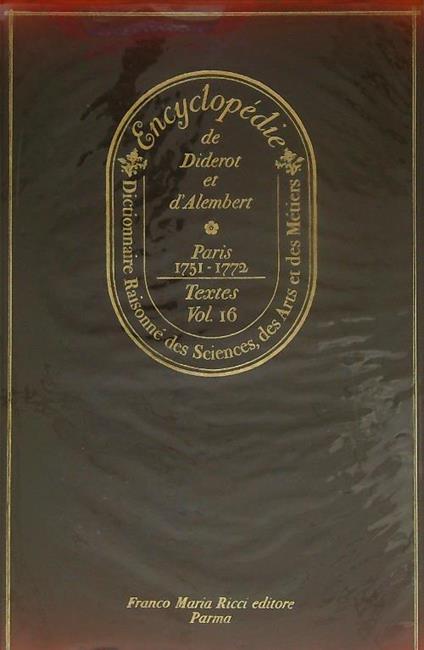 Encyclopédie
de
Diderot
et
d'Alembert
Paris
1751-1772
Textes
Vol. 16
Dictionnaire Raisonné des Sciences, des Arts et des Métiers
Franco Maria Ricci editore
Parma